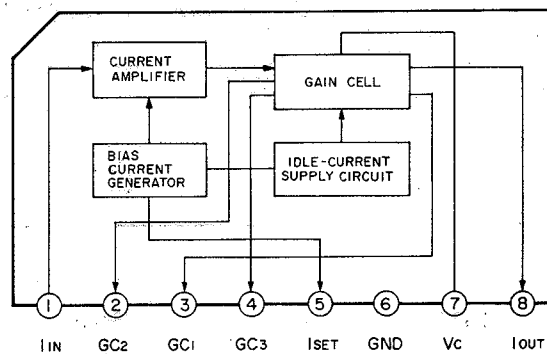 CURRENT
AMPLIFIER
GAIN CELL
BIAS
CURRENT
GENERATOR
IDLE-CURRENT
SUPPLY CIRCUIT
1 2 3 4 5 6 7 8
IIN GC2 GC1 GC3 ISET GND VC IOUT